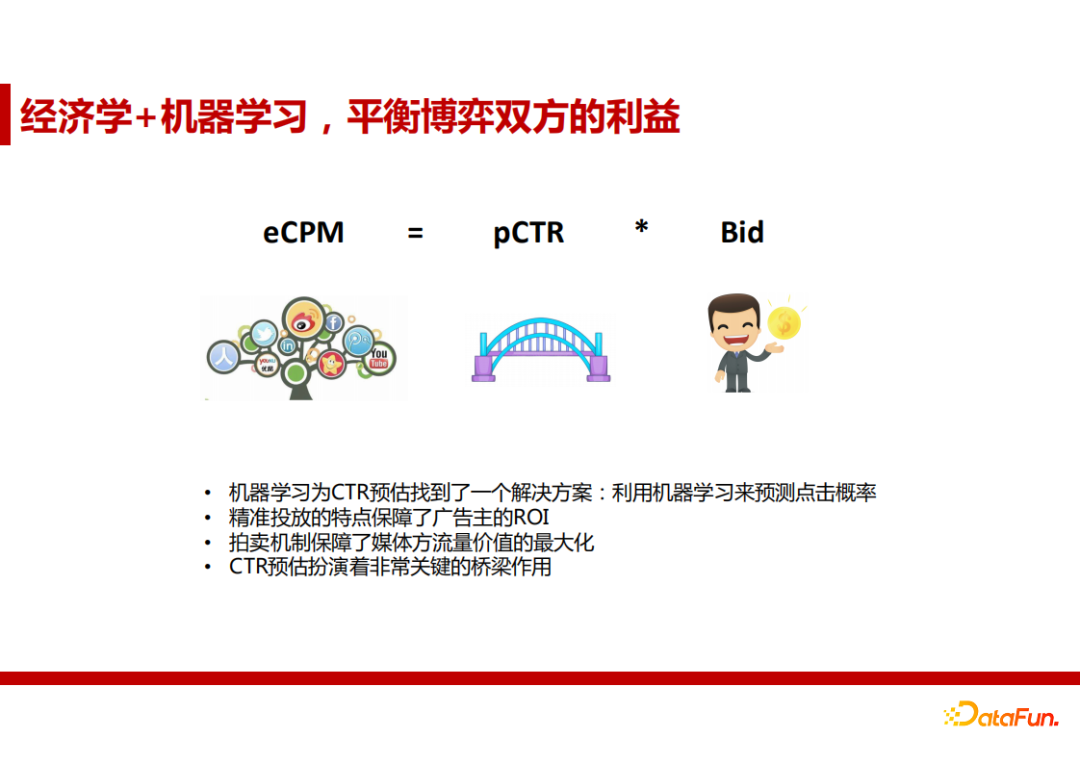 经济学+机器学习，平衡博弈双方的利益
eCPM = pCTR * Bid
人
f
in
You
Tube
优酷
• 机器学习为CTR预估找到了一个解决方案：利用机器学习来预测点击概率
• 精准投放的特点保障了广告主的ROI
• 拍卖机制保障了媒体方流量价值的最大化
• CTR预估扮演着非常关键的桥梁作用
DataFun.